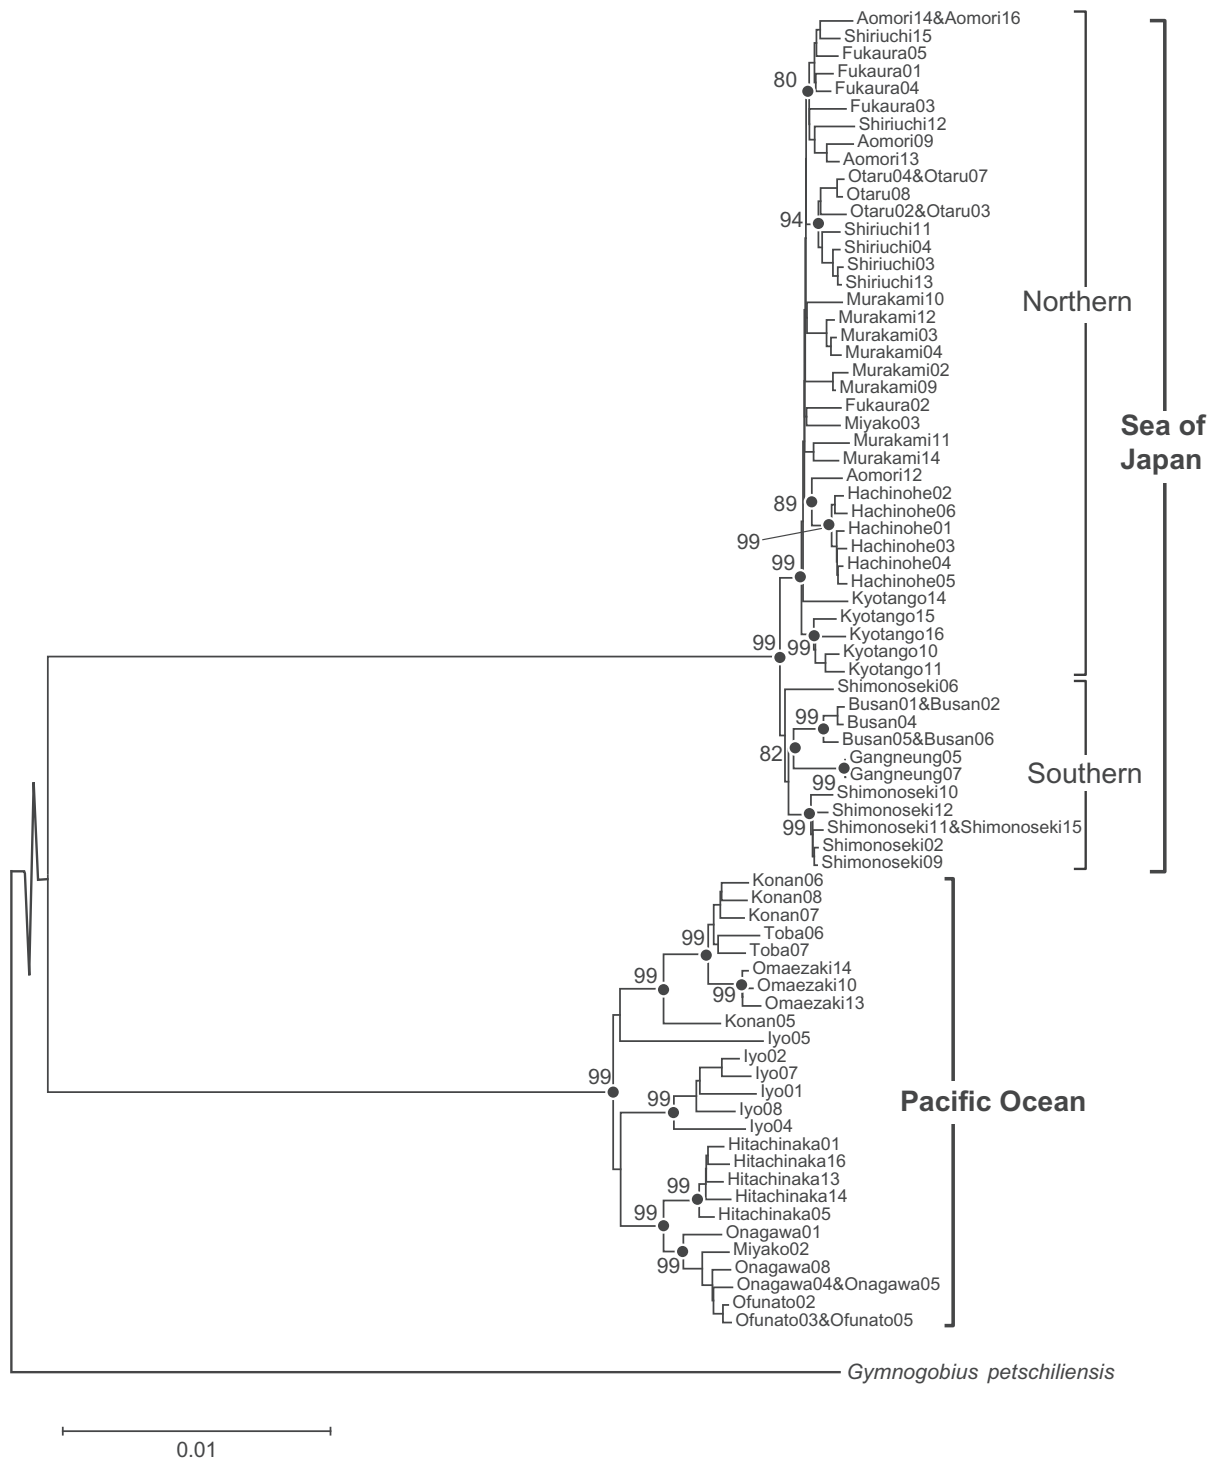 Aomori14&Aomori16
Shiriuchi15
Fukaura05
Fukaura01
80
Fukaura04
Fukaura03
Shiriuchi12
Aomori09
Aomori13
Otaru04&Otaru07
Otaru08
Otaru02&Otaru03
94
Shiriuchi11
Shiriuchi04
Shiriuchi03
Shiriuchi13
Murakami10
Northern
Murakami12
Murakami03
Murakami04
Murakami02
Murakami09
Fukaura02
Miyako03
Sea of
Japan
Murakami11
Murakami14
Aomori12
Hachinohe02
89
Hachinohe06
Hachinohe01
99
Hachinohe03
Hachinohe04
99
Hachinohe05
Kyotango14
Kyotango15
Kyotango16
99
99
Kyotango10
Kyotango11
Shimonoseki06
Busan01&Busan02
99
Busan04
Busan05&Busan06
82
Gangneung05
Gangneung07
Southern
99
Shimonoseki10
Shimonoseki12
99
Shimonoseki11&Shimonoseki15
Shimonoseki02
Shimonoseki09
Konan06
Konan08
Konan07
Toba06
99
Toba07
Omaezaki14
99
Omaezaki10
99
Omaezaki13
Konan05
Iyo05
Iyo02
Iyo07
99
Iyo01
99
Iyo08
Pacific Ocean
Iyo04
Hitachinaka01
Hitachinaka16
Hitachinaka13
99
Hitachinaka14
99
Hitachinaka05
Onagawa01
Miyako02
99
Onagawa08
Onagawa04&Onagawa05
Ofunato02
Ofunato03&Ofunato05
Gymnogobius petschiliensis
0.01